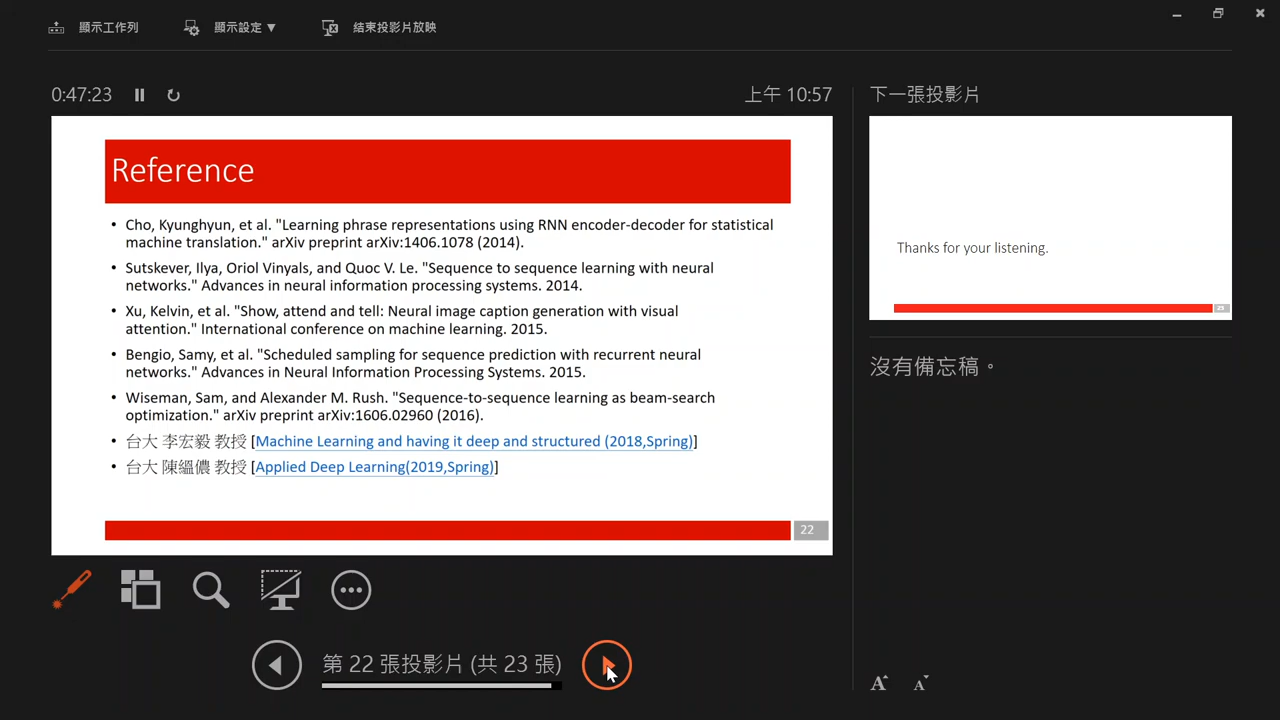 顯示工作列
顯示設定 ▼
结束投影片放映
0:47:23
上午 10:57
下一張投影片
Reference
• Cho, Kyunghyun, et al. "Learning phrase representations using RNN encoder-decoder for statistical
machine translation." arXiv preprint arXiv:1406.1078 (2014).
• Sutskever, Ilya, Oriol Vinyals, and Quoc V. Le. "Sequence to sequence learning with neural
networks." Advances in neural information processing systems. 2014.
• Xu, Kelvin, et al. "Show, attend and tell: Neural image caption generation with visual
attention." International conference on machine learning. 2015.
• Bengio, Samy, et al. "Scheduled sampling for sequence prediction with recurrent neural
networks." Advances in Neural Information Processing Systems. 2015.
• Wiseman, Sam, and Alexander M. Rush. "Sequence-to-sequence learning as beam-search
optimization." arXiv preprint arXiv:1606.02960 (2016).
• 台大 李宏毅 教授 [Machine Learning and having it deep and structured (2018,Spring)]
• 台大 陳縕儂 教授 [Applied Deep Learning(2019,Spring)]
22
Thanks for your listening.
23
沒有備忘稿。
第 22 張投影片 (共 23 張)
A A